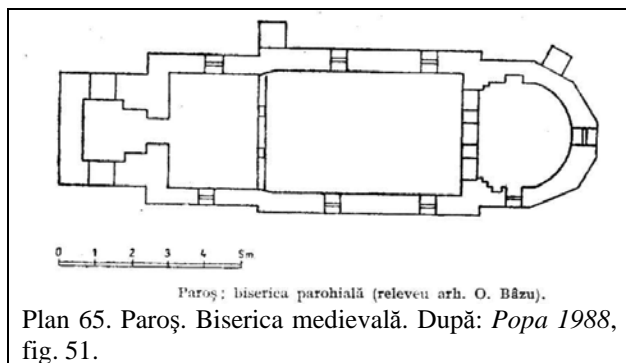 0 1 2 3 4 5m
Paroş ; biserica parohială (releveu arh. O. Bâzu).
Plan 65. Paroş. Biserica medievală. După: Popa 1988,
fig. 51.